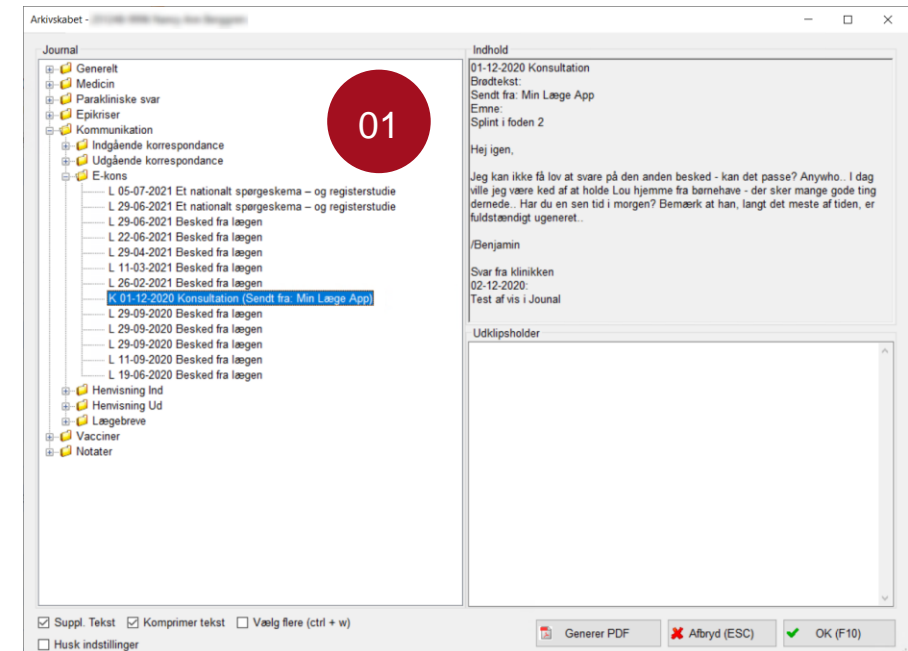 Arkivskabet -
Journal
Generelt
Medicin
Parakliniske svar
Epikriser
Kommunikation
Indgående korrespondance
Udgående korrespondance
E-kons
L 05-07-2021 Et nationalt spørgeskema – og registerstudie
L 29-06-2021 Et nationalt spørgeskema – og registerstudie
L 29-06-2021 Besked fra lægen
L 22-06-2021 Besked fra lægen
L 29-04-2021 Besked fra lægen
L 11-03-2021 Besked fra lægen
L 26-02-2021 Besked fra lægen
K 01-12-2020 Konsultation (Sendt fra: Min Læge App)
L 29-09-2020 Besked fra lægen
L 29-09-2020 Besked fra lægen
L 29-09-2020 Besked fra lægen
L 11-09-2020 Besked fra lægen
L 19-06-2020 Besked fra lægen
Henvisning Ind
Henvisning Ud
Lægebreve
Vacciner
Notater
01
Indhold
01-12-2020 Konsultation
Brødtekst:
Sendt fra: Min Læge App
Emne:
Splint i foden 2
Hej igen,
Jeg kan ikke få lov at svare på den anden besked - kan det passe? Anywho.. I dag
ville jeg være ked af at holde Lou hjemme fra børnehave - der sker mange gode ting
dernede.. Har du en sen tid i morgen? Bemærk at han, langt det meste af tiden, er
fuldstændigt ugeneret..
/Benjamin
Svar fra klinikken
02-12-2020:
Test af vis i Jounal
Udklipsholder
Suppl. Tekst
Komprimer tekst
Vælg flere (ctrl + w)
Husk indstillinger
Generer PDF
Afbryd (ESC)
OK (F10)